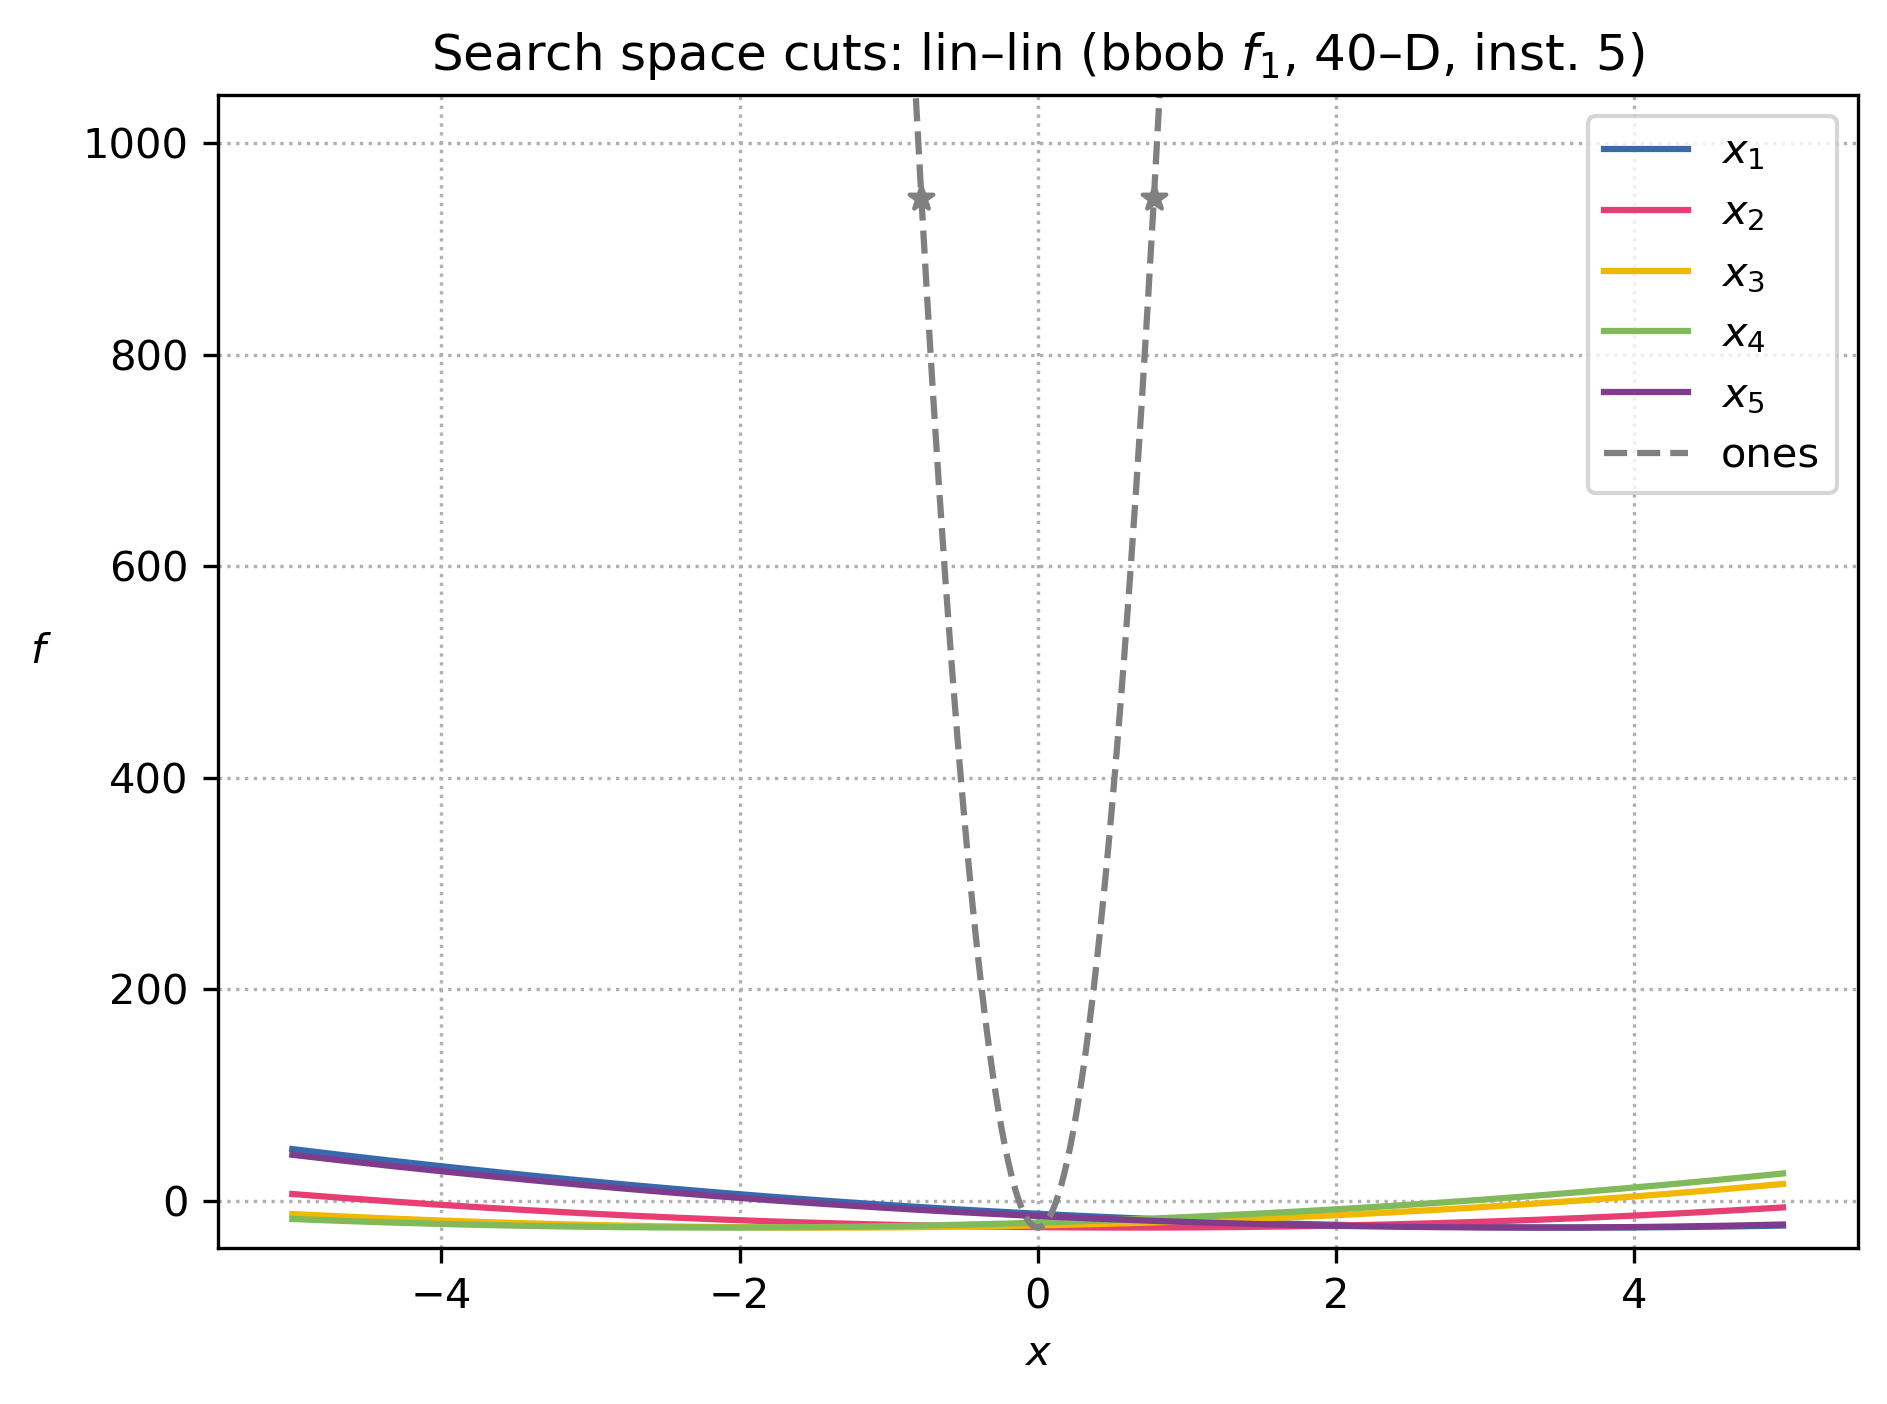 Search space cuts: lin–lin (bbob f₁, 40–D, inst. 5)
1000
800
600
400
200
0
f
−4
−2
0
2
4
x
x₁
x₂
x₃
x₄
x₅
ones